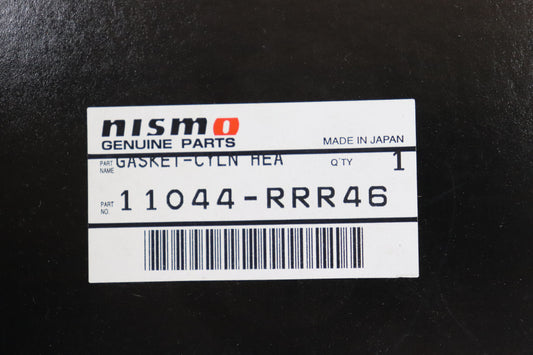 nismo
GENUINE PARTS
MADE IN JAPAN
PART NAME GASKET-CYLN HEA Q'TY 1
PART NO. 11044-RRR46